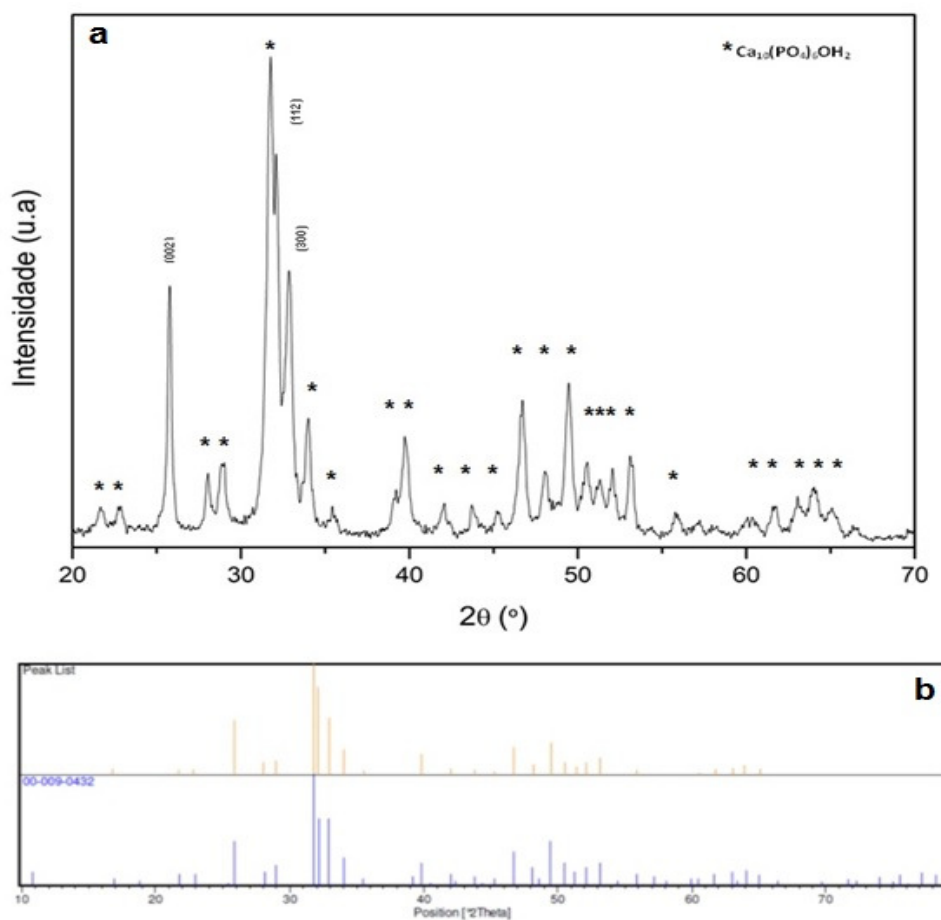 a
* Ca₁₀(PO₄)₆OH₂
*
(112)
(300)
(002)
* * *
*
* *
* * * *
* *
*
* * *
* * * * *
*
* *
Intensidade (u.a)
20 30 40 50 60 70
2θ (°)
b
Peak List
00-009-0432
10 20 30 40 50 60 70
Position [°2Theta]